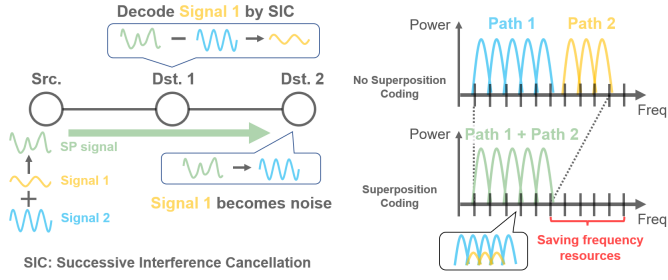 Decode Signal 1 by SIC
Src.
Dst. 1
Dst. 2
SP signal
Signal 1
Signal 2
Signal 1 becomes noise
SIC: Successive Interference Cancellation
Power
Path 1
Path 2
No Superposition
Coding
Freq
Power
Path 1 + Path 2
Superposition
Coding
Freq
Saving frequency
resources